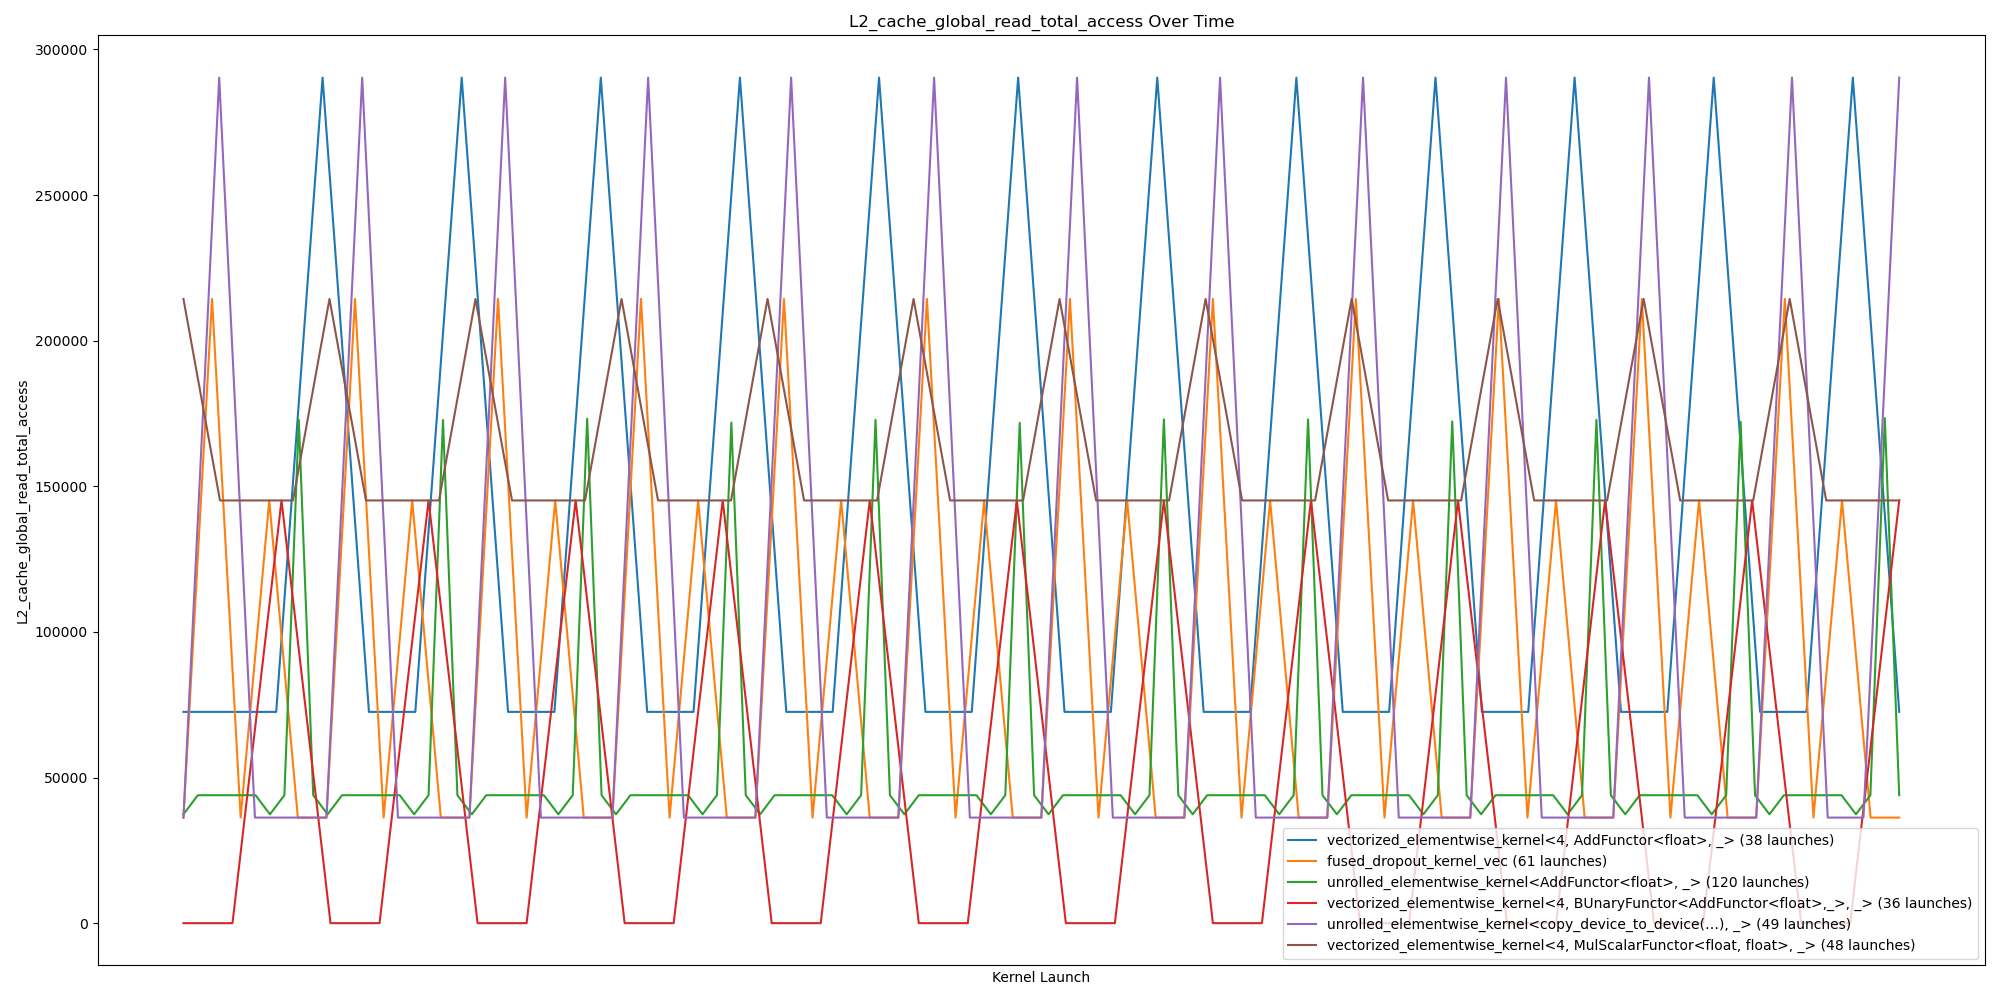 L2_cache_global_read_total_access Over Time
300000
250000
200000
150000
100000
50000
0
L2_cache_global_read_total_access
Kernel Launch
vectorized_elementwise_kernel<4, AddFunctor<float>, _> (38 launches)
fused_dropout_kernel_vec (61 launches)
unrolled_elementwise_kernel<AddFunctor<float>, _> (120 launches)
vectorized_elementwise_kernel<4, BUnaryFunctor<AddFunctor<float>,_>, _> (36 launches)
unrolled_elementwise_kernel<copy_device_to_device(...), _> (49 launches)
vectorized_elementwise_kernel<4, MulScalarFunctor<float, float>, _> (48 launches)